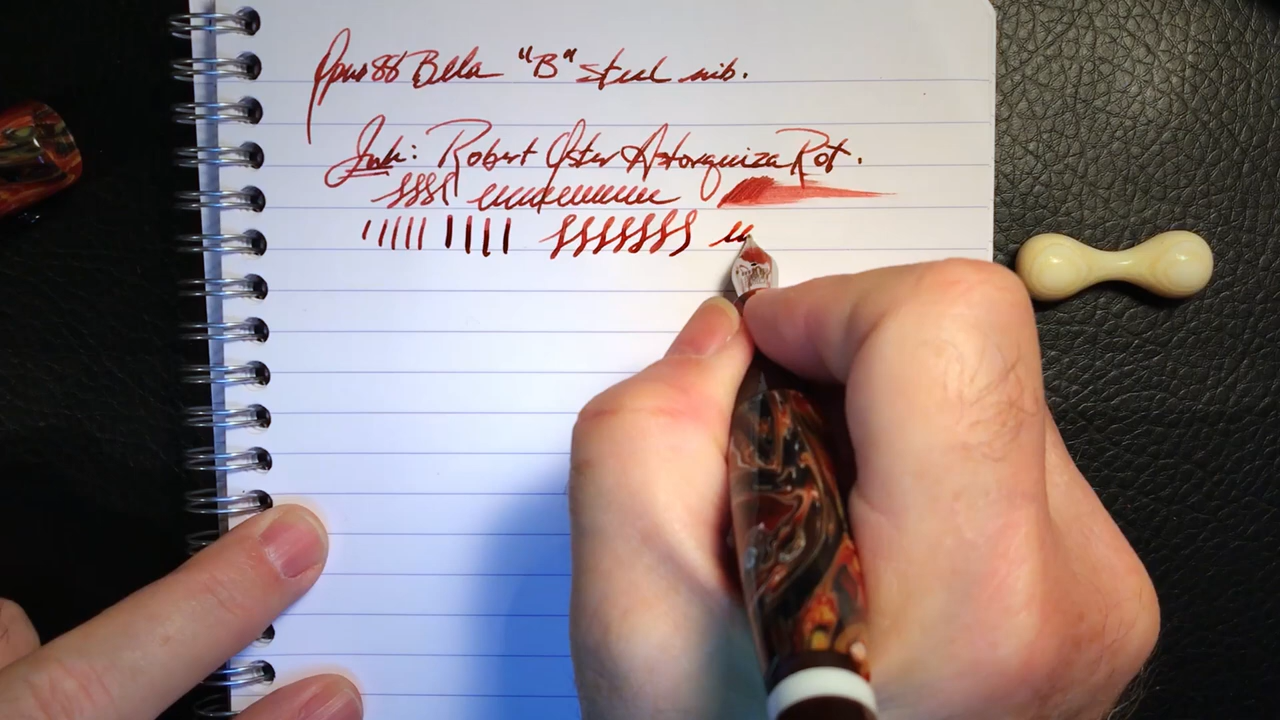 Opus 88 Bella "B" steel nib.
Ink: Robert Oster Astorquiza Rot.